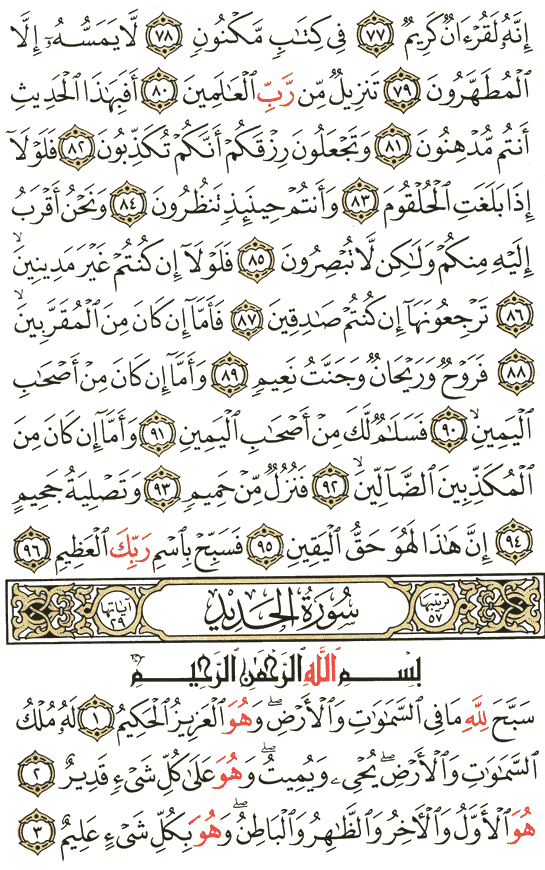 إِنَّهُۥ لَقُرۡءَانٞ كَرِيمٞ ٧٧ فِي كِتَٰبٖ مَّكۡنُونٖ ٧٨ لَّا يَمَسُّهُۥٓ إِلَّا
ٱلۡمُطَهَّرُونَ ٧٩ تَنزِيلٞ مِّن رَّبِّ ٱلۡعَٰلَمِينَ ٨٠ أَفَبِهَٰذَا ٱلۡحَدِيثِ
أَنتُم مُّدۡهِنُونَ ٨١ وَتَجۡعَلُونَ رِزۡقَكُمۡ أَنَّكُمۡ تُكَذِّبُونَ ٨٢ فَلَوۡلَآ
إِذَا بَلَغَتِ ٱلۡحُلۡقُومَ ٨٣ وَأَنتُمۡ حِينَئِذٖ تَنظُرُونَ ٨٤ وَنَحۡنُ أَقۡرَبُ
إِلَيۡهِ مِنكُمۡ وَلَٰكِن لَّا تُبۡصِرُونَ ٨٥ فَلَوۡلَآ إِن كُنتُمۡ غَيۡرَ مَدِينِينَۙ
٨٦ تَرۡجِعُونَهَآ إِن كُنتُمۡ صَٰدِقِينَ ٨٧ فَأَمَّآ إِن كَانَ مِنَ ٱلۡمُقَرَّبِينَۙ
٨٨ فَرَوۡحٞ وَرَيۡحَانٞ وَجَنَّتُ نَعِيمٖ ٨٩ وَأَمَّآ إِن كَانَ مِنۡ أَصۡحَٰبِ
ٱلۡيَمِينِۙ ٩٠ فَسَلَٰمٞ لَّكَ مِنۡ أَصۡحَٰبِ ٱلۡيَمِينِ ٩١ وَأَمَّآ إِن كَانَ مِنَ
ٱلۡمُكَذِّبِينَ ٱلضَّآلِّينَۙ ٩٢ فَنُزُلٞ مِّنۡ حَمِيمٖ ٩٣ وَتَصۡلِيَةُ جَحِيمٍ
٩٤ إِنَّ هَٰذَا لَهُوَ حَقُّ ٱلۡيَقِينِ ٩٥ فَسَبِّحۡ بِٱسۡمِ رَبِّكَ ٱلۡعَظِيمِ ٩٦
ترتيبها ٥٧ سُورَةُ الحَدِيدِ آياتها ٢٩
بِسۡمِ ٱللَّهِ ٱلرَّحۡمَٰنِ ٱلرَّحِيمِ
سَبَّحَ لِلَّهِ مَا فِي ٱلسَّمَٰوَٰتِ وَٱلۡأَرۡضِۖ وَهُوَ ٱلۡعَزِيزُ ٱلۡحَكِيمُ ١ لَهُۥ مُلۡكُ
ٱلسَّمَٰوَٰتِ وَٱلۡأَرۡضِۖ يُحۡيِۦ وَيُمِيتُۖ وَهُوَ عَلَىٰ كُلِّ شَيۡءٖ قَدِيرٌ ٢
هُوَ ٱلۡأَوَّلُ وَٱلۡأٓخِرُ وَٱلظَّٰهِرُ وَٱلۡبَاطِنُۖ وَهُوَ بِكُلِّ شَيۡءٍ عَلِيمٌ ٣